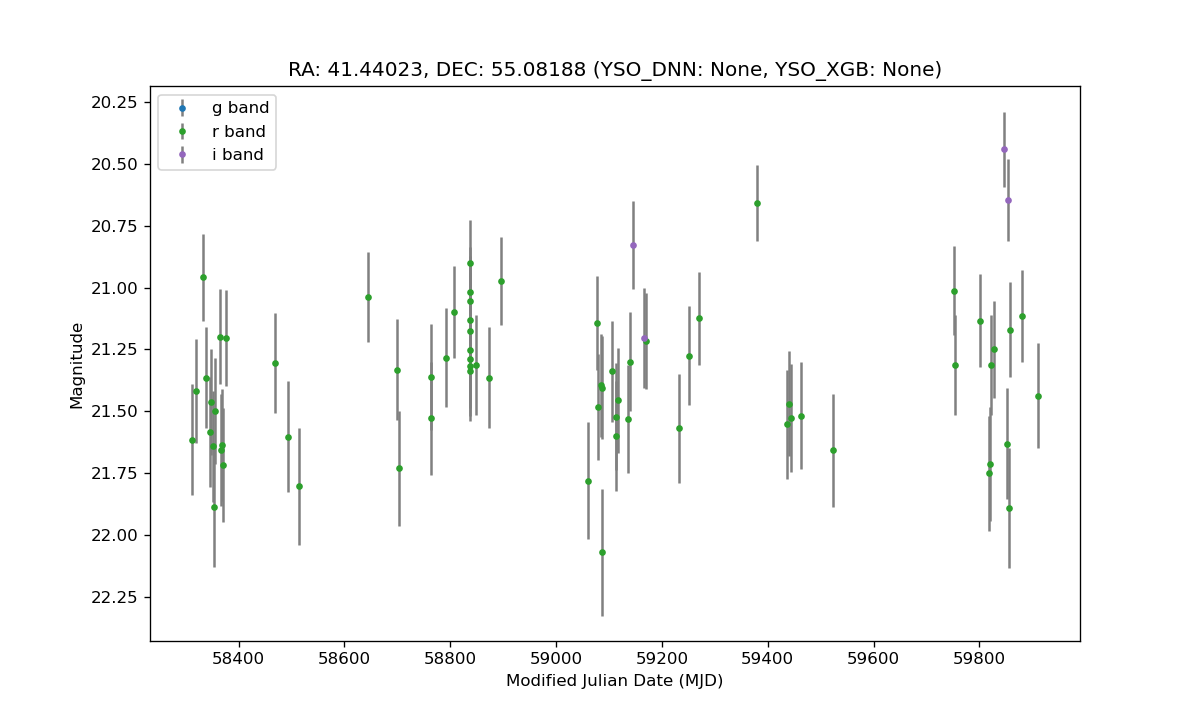 RA: 41.44023, DEC: 55.08188 (YSO_DNN: None, YSO_XGB: None)
g band
r band
i band
20.25
20.50
20.75
21.00
21.25
21.50
21.75
22.00
22.25
Magnitude
58400 58600 58800 59000 59200 59400 59600 59800
Modified Julian Date (MJD)